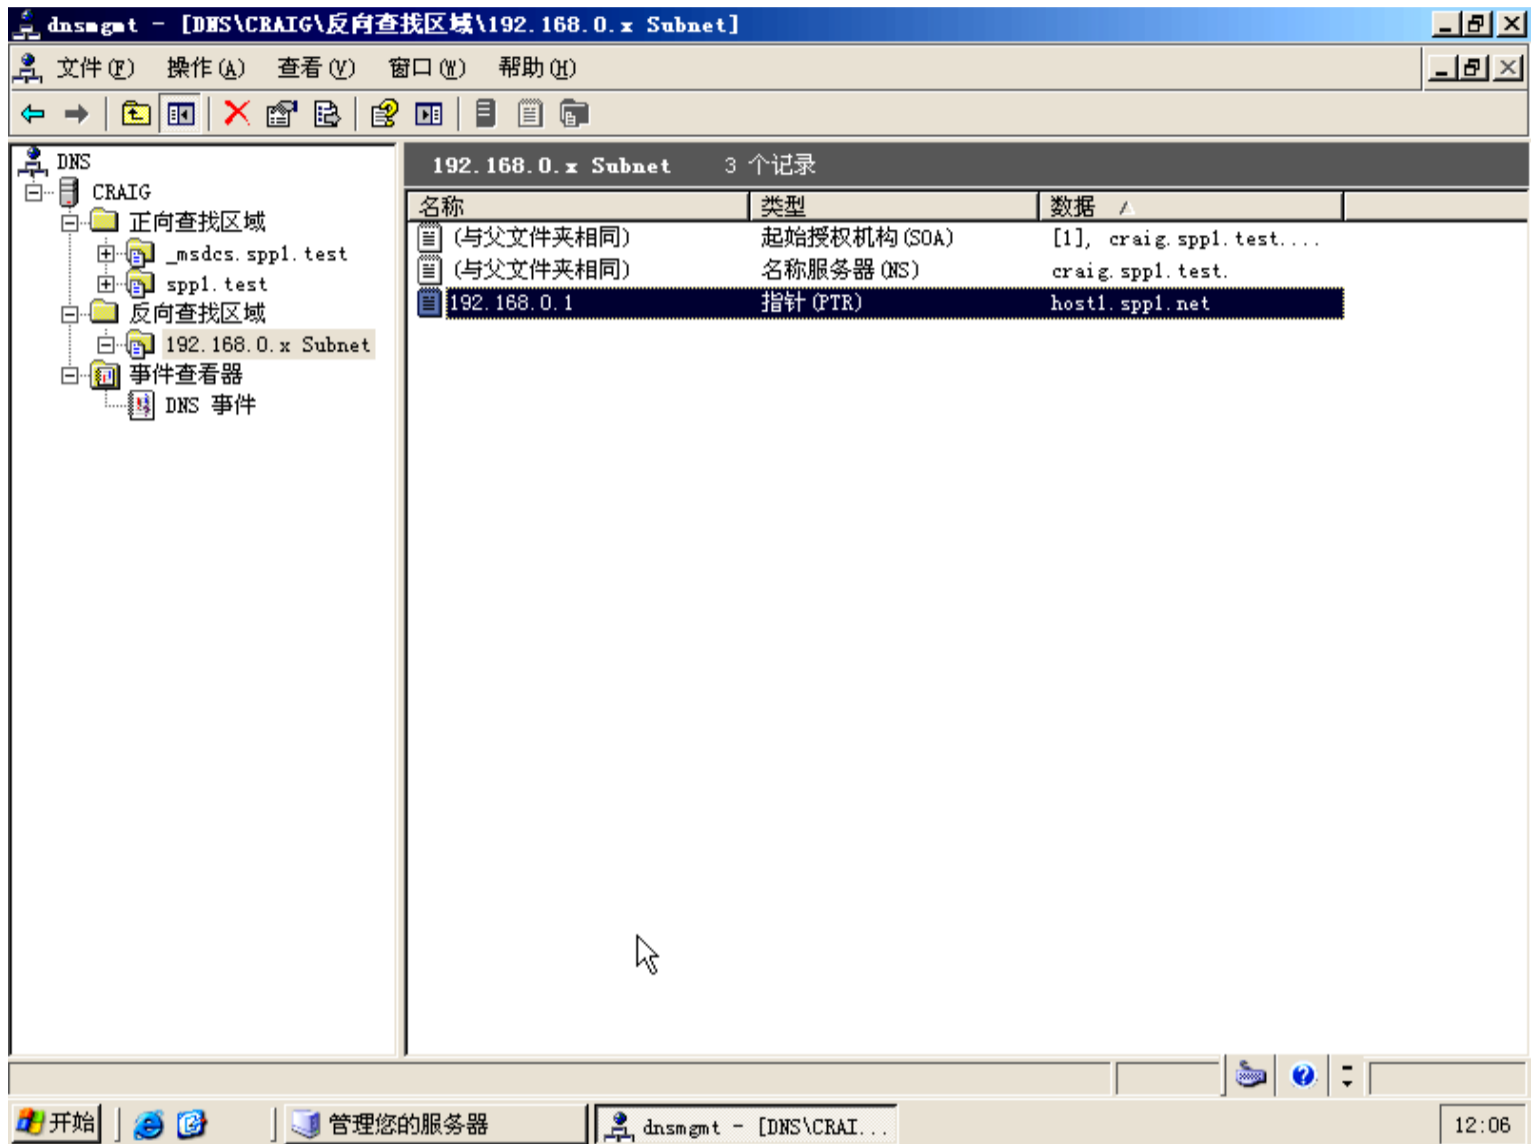 dnsmgmt - [DNS\CRAIG\反向查找区域\192.168.0.x Subnet]
文件(F) 操作(A) 查看(V) 窗口(W) 帮助(H)
DNS
CRAIG
正向查找区域
_msdcs.spp1.test
spp1.test
反向查找区域
192.168.0.x Subnet
事件查看器
DNS 事件
192.168.0.x Subnet 3 个记录
名称 类型 数据
(与父文件夹相同) 起始授权机构(SOA) [1], craig.spp1.test....
(与父文件夹相同) 名称服务器(NS) craig.spp1.test.
192.168.0.1 指针(PTR) host1.spp1.net
开始 管理您的服务器 dnsmgmt - [DNS\CRAI... 12:06